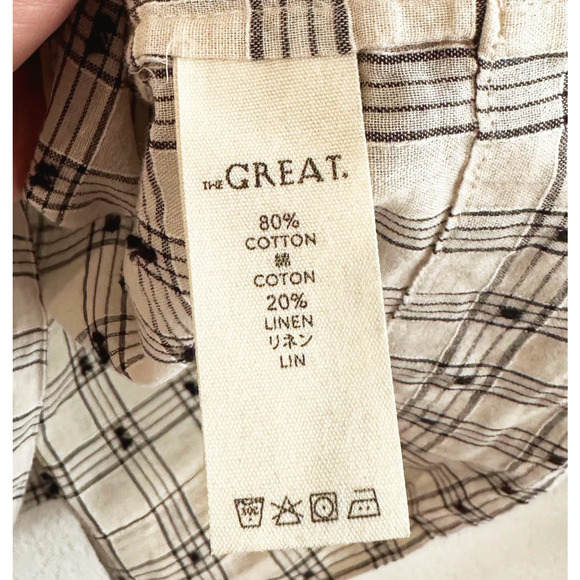 THE GREAT.
80%
COTTON
綿
COTON
20%
LINEN
リネン
LIN